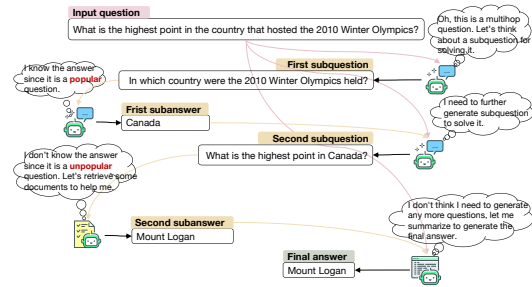 Input question
What is the highest point in the country that hosted the 2010 Winter Olympics?
Oh, this is a multihop
question. Let's think
about a subquestion for
solving it.
First subquestion
In which country were the 2010 Winter Olympics held?
I know the answer
since it is a popular
question.
Frist subanswer
Canada
I need to further
generate subquestion
to solve it.
Second subquestion
What is the highest point in Canada?
I don't know the answer
since it is a unpopular
question. Let's retrieve some
documents to help me.
Second subanswer
Mount Logan
I don't think I need to generate
any more questions, let me
summarize to generate the
final answer.
Final answer
Mount Logan